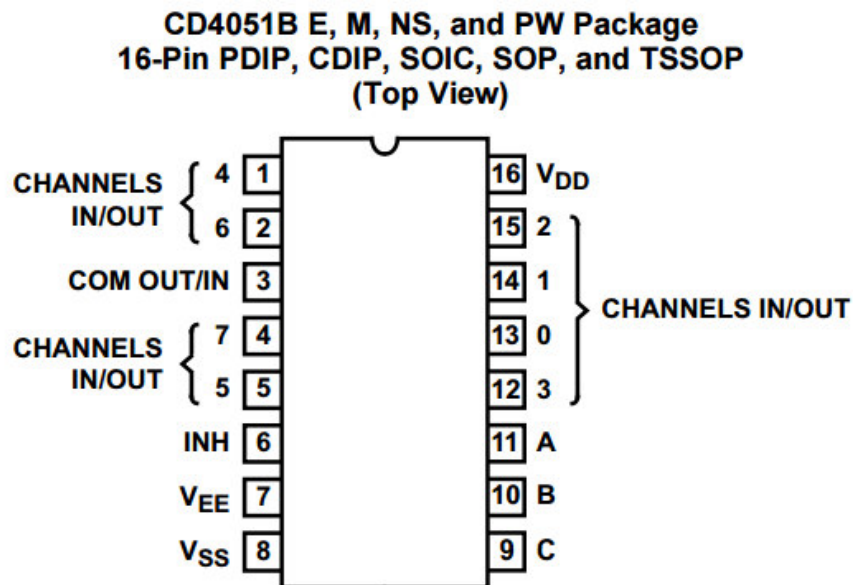 CD4051B E, M, NS, and PW Package
16-Pin PDIP, CDIP, SOIC, SOP, and TSSOP
(Top View)
CHANNELS IN/OUT
4 1
6 2
COM OUT/IN 3
CHANNELS IN/OUT
7 4
5 5
INH 6
VEE 7
VSS 8
16 VDD
15 2
14 1
13 0
12 3
CHANNELS IN/OUT
11 A
10 B
9 C